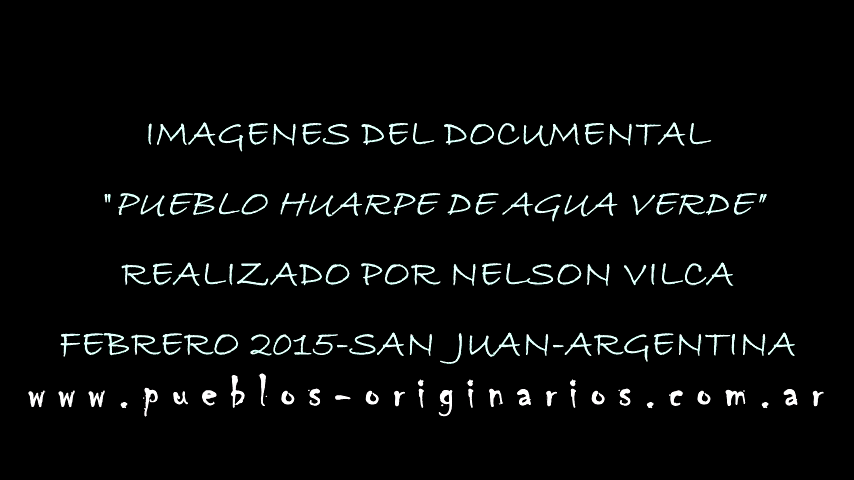 IMAGENES DEL DOCUMENTAL
"PUEBLO HUARPE DE AGUA VERDE"
REALIZADO POR NELSON VILCA
FEBRERO 2015-SAN JUAN-ARGENTINA
www.pueblos-originarios.com.ar